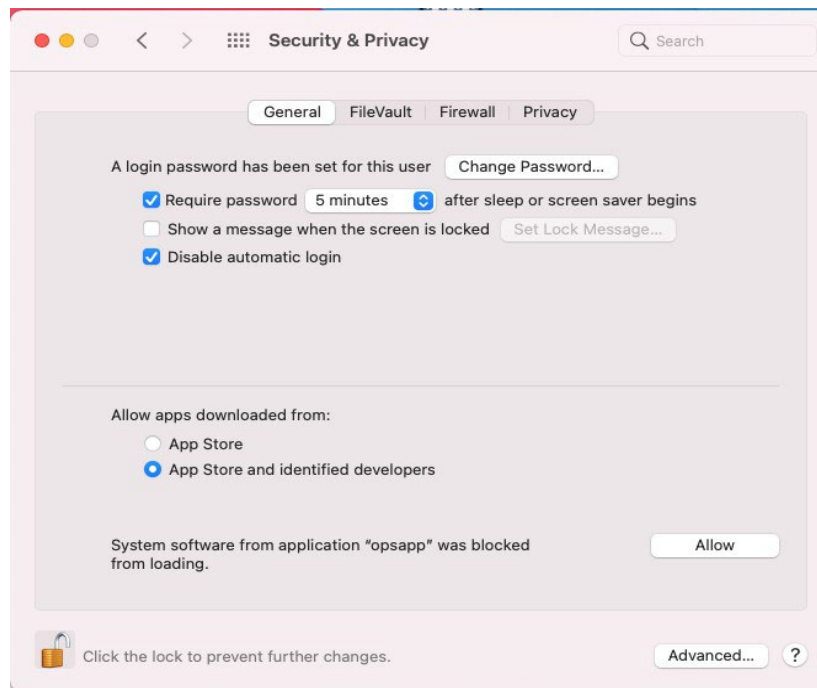 Security & Privacy
Search
General FileVault Firewall Privacy
A login password has been set for this user Change Password...
Require password 5 minutes after sleep or screen saver begins
Show a message when the screen is locked Set Lock Message...
Disable automatic login
Allow apps downloaded from:
App Store
App Store and identified developers
System software from application “opsapp” was blocked
from loading.
Allow
Click the lock to prevent further changes.
Advanced... ?